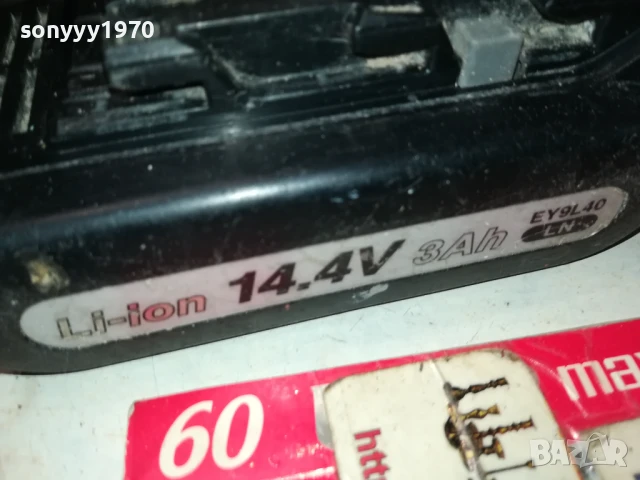 sonyyy1970
Li-ion 14.4V 3Ah EY9L40
LN
60
ma
htt
BAZAR